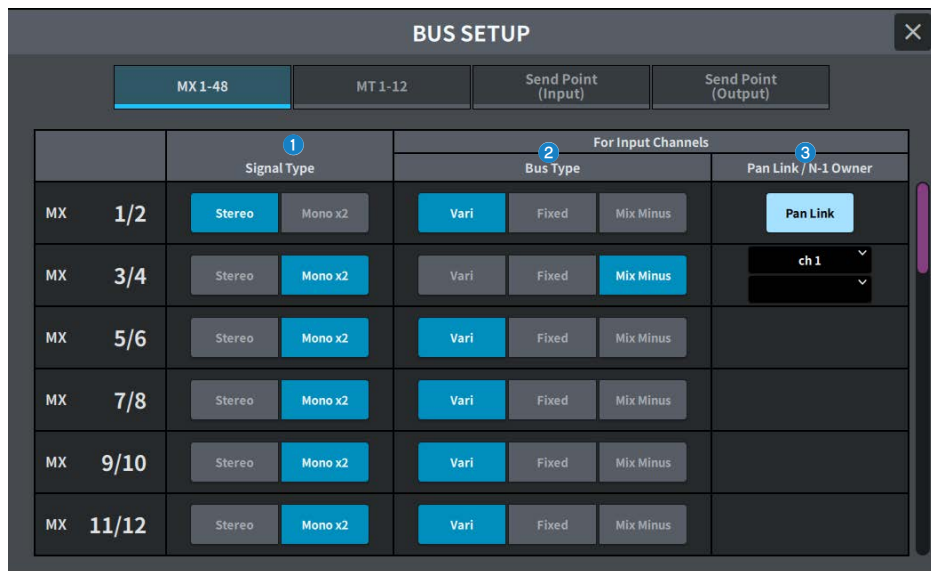 BUS SETUP
MX 1-48
MT 1-12
Send Point
(Input)
Send Point
(Output)
1
Signal Type
For Input Channels
2
Bus Type
3
Pan Link / N-1 Owner
MX 1/2 Stereo Mono x2 Vari Fixed Mix Minus Pan Link
MX 3/4 Stereo Mono x2 Vari Fixed Mix Minus ch 1
MX 5/6 Stereo Mono x2 Vari Fixed Mix Minus
MX 7/8 Stereo Mono x2 Vari Fixed Mix Minus
MX 9/10 Stereo Mono x2 Vari Fixed Mix Minus
MX 11/12 Stereo Mono x2 Vari Fixed Mix Minus